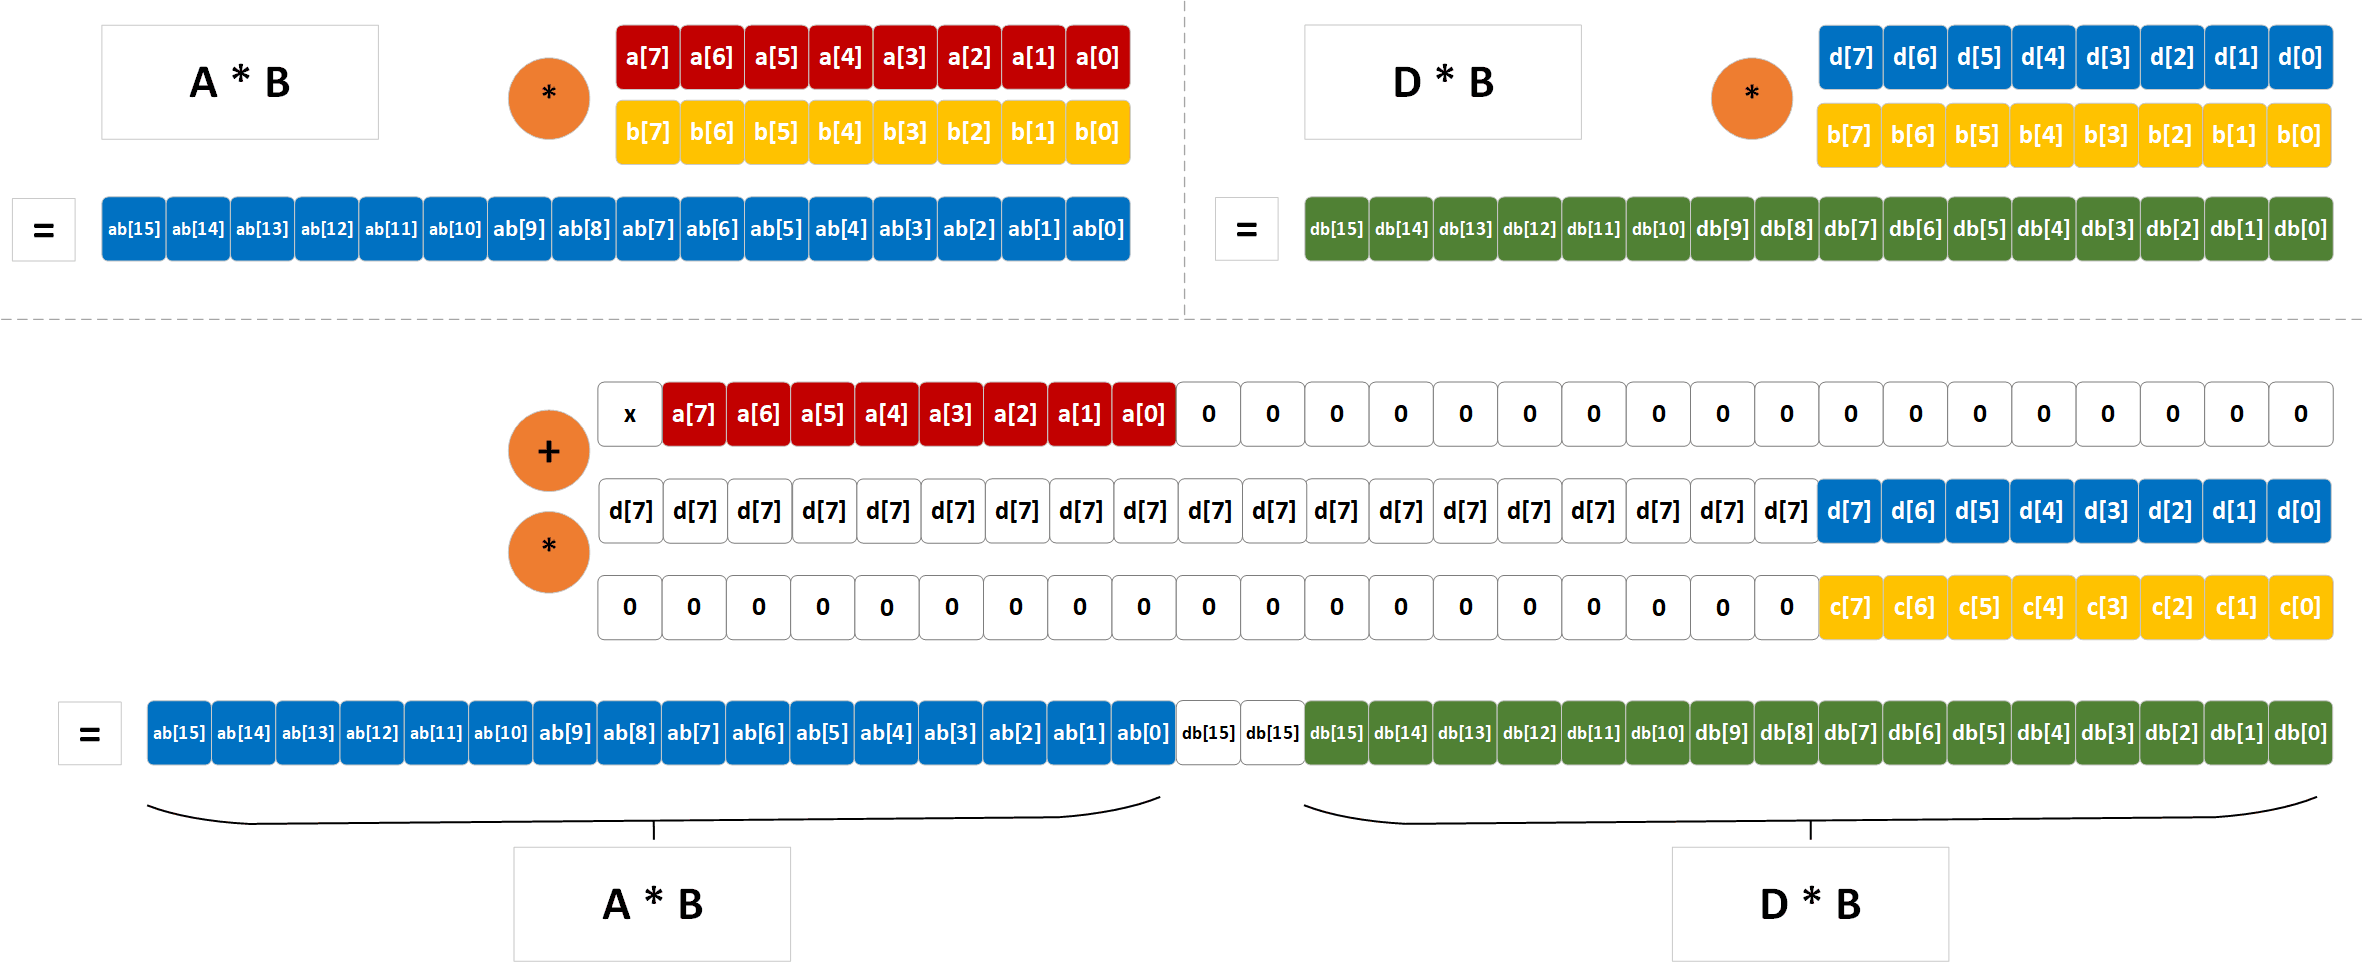 A * B
*
a[7] a[6] a[5] a[4] a[3] a[2] a[1] a[0]
b[7] b[6] b[5] b[4] b[3] b[2] b[1] b[0]
= ab[15] ab[14] ab[13] ab[12] ab[11] ab[10] ab[9] ab[8] ab[7] ab[6] ab[5] ab[4] ab[3] ab[2] ab[1] ab[0]
D * B
*
d[7] d[6] d[5] d[4] d[3] d[2] d[1] d[0]
b[7] b[6] b[5] b[4] b[3] b[2] b[1] b[0]
= db[15] db[14] db[13] db[12] db[11] db[10] db[9] db[8] db[7] db[6] db[5] db[4] db[3] db[2] db[1] db[0]
x a[7] a[6] a[5] a[4] a[3] a[2] a[1] a[0] 0 0 0 0 0 0 0 0 0 0 0 0 0 0 0 0 0 0
+
d[7] d[7] d[7] d[7] d[7] d[7] d[7] d[7] d[7] d[7] d[7] d[7] d[7] d[7] d[7] d[7] d[7] d[7] d[7] d[7] d[6] d[5] d[4] d[3] d[2] d[1] d[0]
*
0 0 0 0 0 0 0 0 0 0 0 0 0 0 0 0 0 0 0 c[7] c[6] c[5] c[4] c[3] c[2] c[1] c[0]
= ab[15] ab[14] ab[13] ab[12] ab[11] ab[10] ab[9] ab[8] ab[7] ab[6] ab[5] ab[4] ab[3] ab[2] ab[1] ab[0] db[15] db[15] db[15] db[14] db[13] db[12] db[11] db[10] db[9] db[8] db[7] db[6] db[5] db[4] db[3] db[2] db[1] db[0]
A * B
D * B